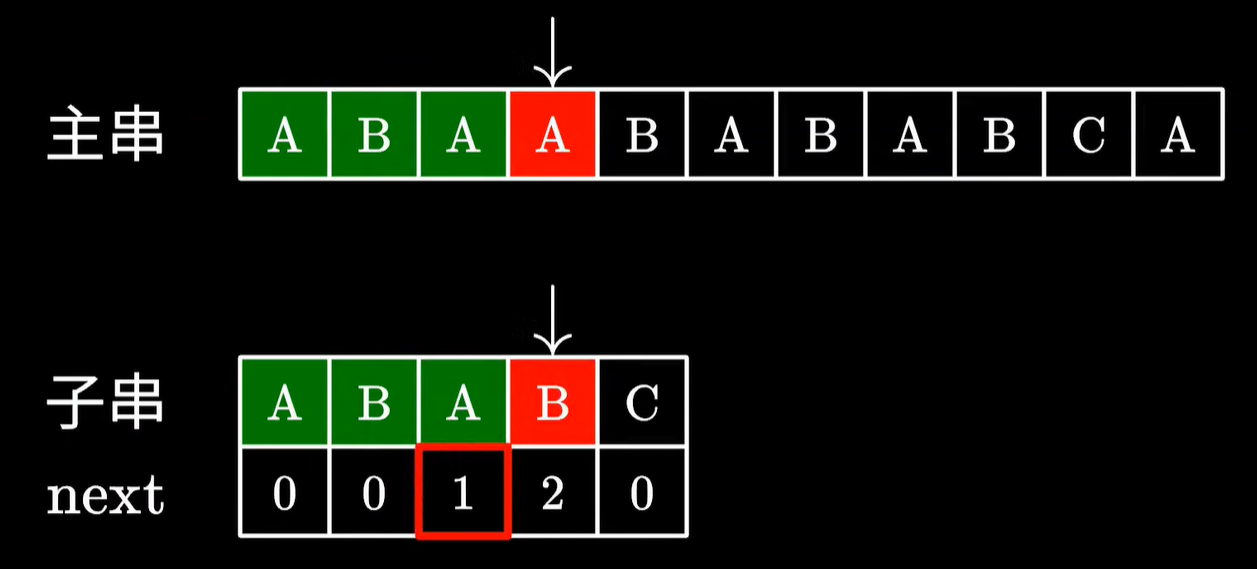 主串 A B A A B A B A B C A
子串 A B A B C
next 0 0 1 2 0